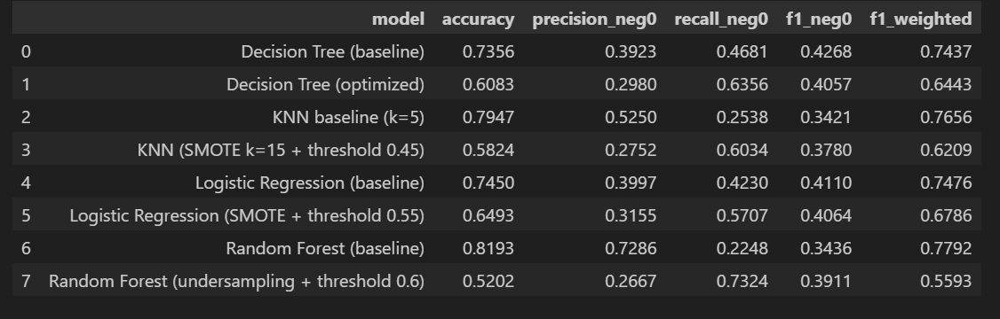 model accuracy precision_neg0 recall_neg0 f1_neg0 f1_weighted
0 Decision Tree (baseline) 0.7356 0.3923 0.4681 0.4268 0.7437
1 Decision Tree (optimized) 0.6083 0.2980 0.6356 0.4057 0.6443
2 KNN baseline (k=5) 0.7947 0.5250 0.2538 0.3421 0.7656
3 KNN (SMOTE k=15 + threshold 0.45) 0.5824 0.2752 0.6034 0.3780 0.6209
4 Logistic Regression (baseline) 0.7450 0.3997 0.4230 0.4110 0.7476
5 Logistic Regression (SMOTE + threshold 0.55) 0.6493 0.3155 0.5707 0.4064 0.6786
6 Random Forest (baseline) 0.8193 0.7286 0.2248 0.3436 0.7792
7 Random Forest (undersampling + threshold 0.6) 0.5202 0.2667 0.7324 0.3911 0.5593